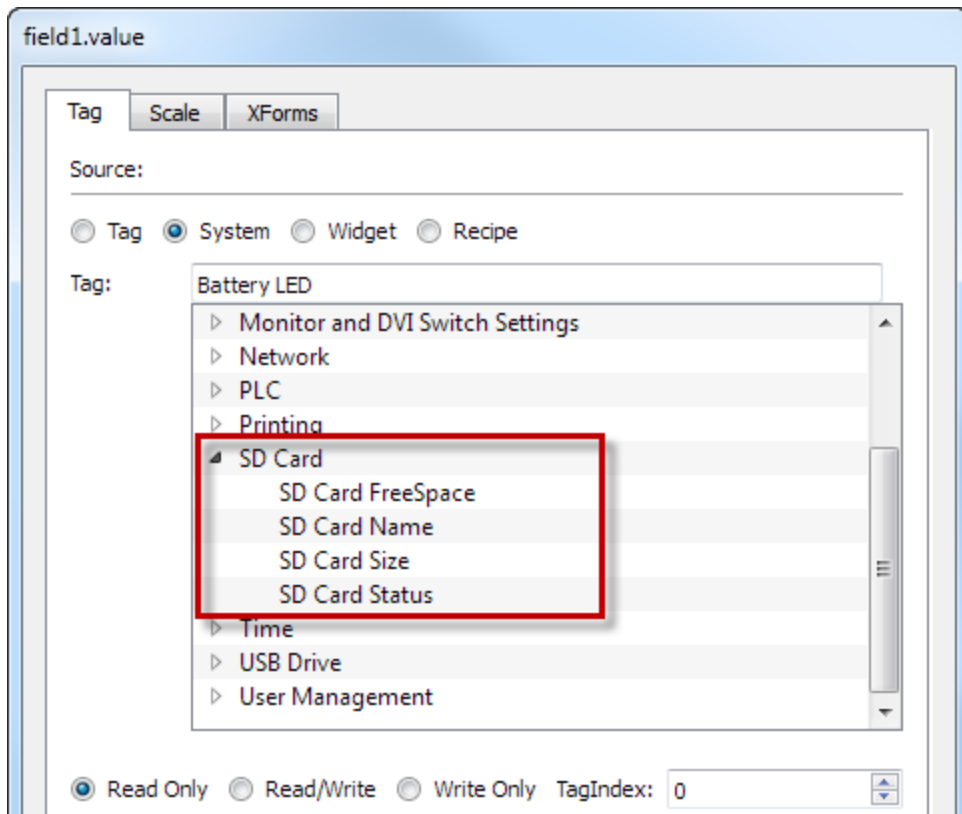 field1.value
Tag Scale XForms
Source:
Tag System Widget Recipe
Tag: Battery LED
Monitor and DVI Switch Settings
Network
PLC
Printing
SD Card
SD Card FreeSpace
SD Card Name
SD Card Size
SD Card Status
Time
USB Drive
User Management
Read Only Read/Write Write Only TagIndex: 0